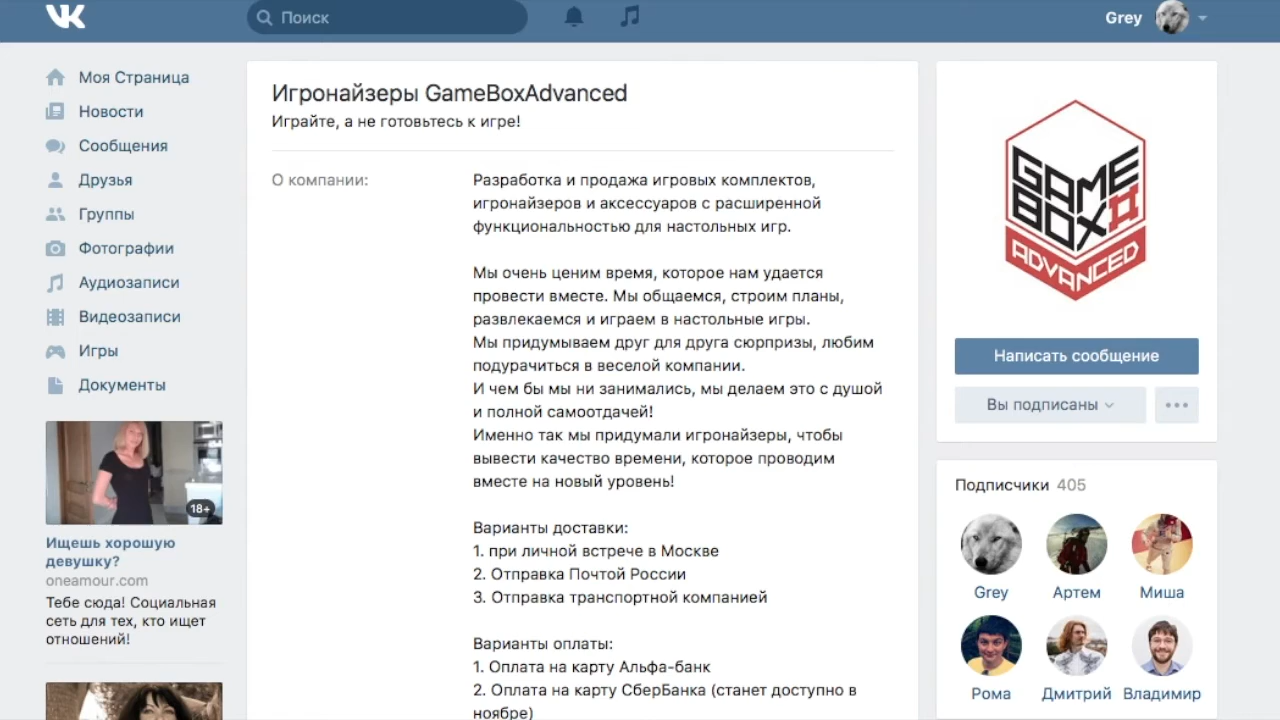 Поиск
Grey
Моя Страница
Новости
Сообщения
Друзья
Группы
Фотографии
Аудиозаписи
Видеозаписи
Игры
Документы
18+
Ищешь хорошую
девушку?
oneamour.com
Тебе сюда! Социальная
сеть для тех, кто ищет
отношений!
Игронайзеры GameBoxAdvanced
Играйте, а не готовьтесь к игре!
О компании:
Разработка и продажа игровых комплектов,
игронайзеров и аксессуаров с расширенной
функциональностью для настольных игр.
Мы очень ценим время, которое нам удается
провести вместе. Мы общаемся, строим планы,
развлекаемся и играем в настольные игры.
Мы придумываем друг для друга сюрпризы, любим
подурачиться в веселой компании.
И чем бы мы ни занимались, мы делаем это с душой
и полной самоотдачей!
Именно так мы придумали игронайзеры, чтобы
вывести качество времени, которое проводим
вместе на новый уровень!
Варианты доставки:
1. при личной встрече в Москве
2. Отправка Почтой России
3. Отправка транспортной компанией
Варианты оплаты:
1. Оплата на карту Альфа-банк
2. Оплата на карту СберБанка (станет доступно в
ноябре)
GAME
BOX A
ADVANCED
Написать сообщение
Вы подписаны
Подписчики 405
Grey
Артем
Миша
Рома
Дмитрий
Владимир